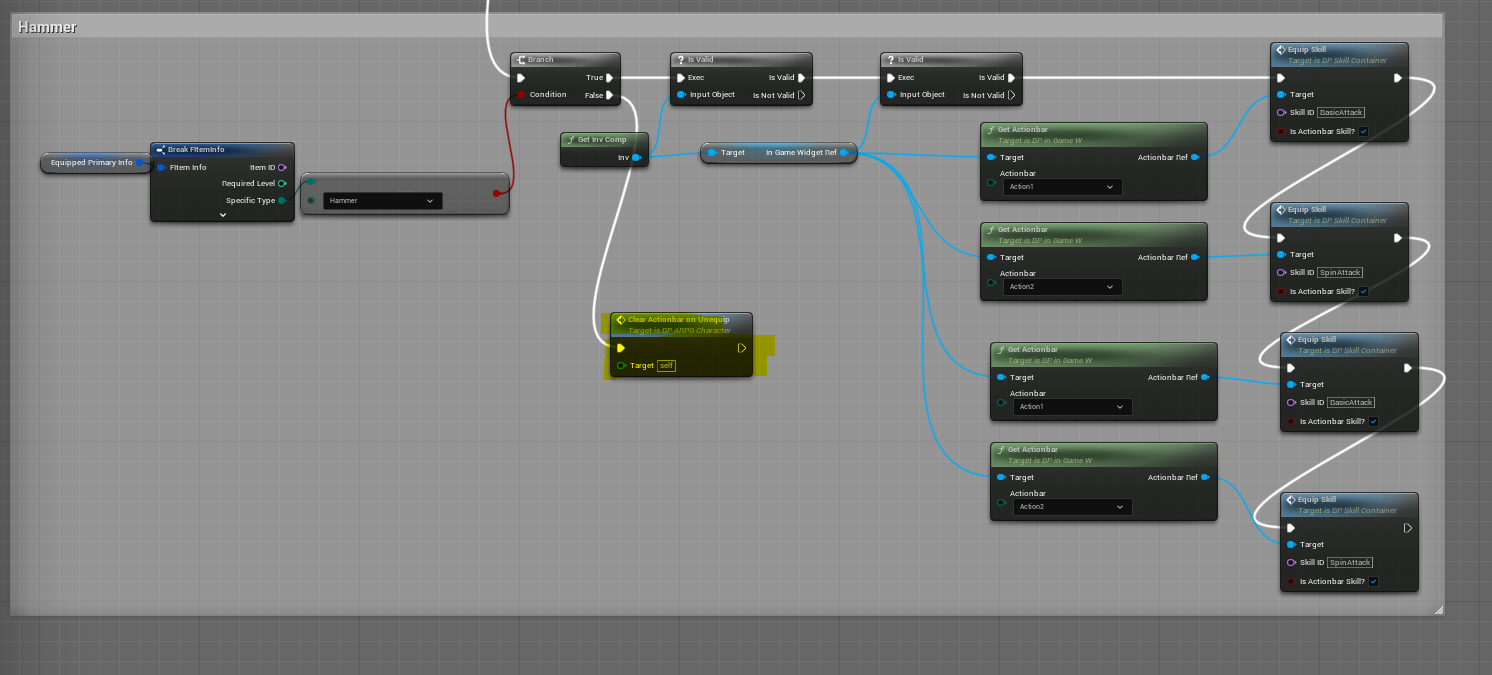 Hammer
Branch
True
Condition
False
? Is Valid
Exec
Is Valid
Input Object
Is Not Valid
? Is Valid
Exec
Is Valid
Input Object
Is Not Valid
Equip Skill
Target is DP Skill Container
Target
Skill ID BasicAttack
Is Actionbar Skill?
Get Inv Comp
Inv
Target
In Game Widget Ref
Get Actionbar
Target is DP in Game W
Target
Actionbar Ref
Actionbar
Action1
Equipped Primary Info
Break FItemInfo
FItem Info
Item ID
Required Level
Specific Type
Hammer
Get Actionbar
Target is DP in Game W
Target
Actionbar Ref
Actionbar
Action2
Equip Skill
Target is DP Skill Container
Target
Skill ID SpinAttack
Is Actionbar Skill?
Clear Actionbar on Unequip
Target is DP ARPG Character
Target self
Get Actionbar
Target is DP in Game W
Target
Actionbar Ref
Actionbar
Action1
Equip Skill
Target is DP Skill Container
Target
Skill ID BasicAttack
Is Actionbar Skill?
Get Actionbar
Target is DP in Game W
Target
Actionbar Ref
Actionbar
Action2
Equip Skill
Target is DP Skill Container
Target
Skill ID SpinAttack
Is Actionbar Skill?